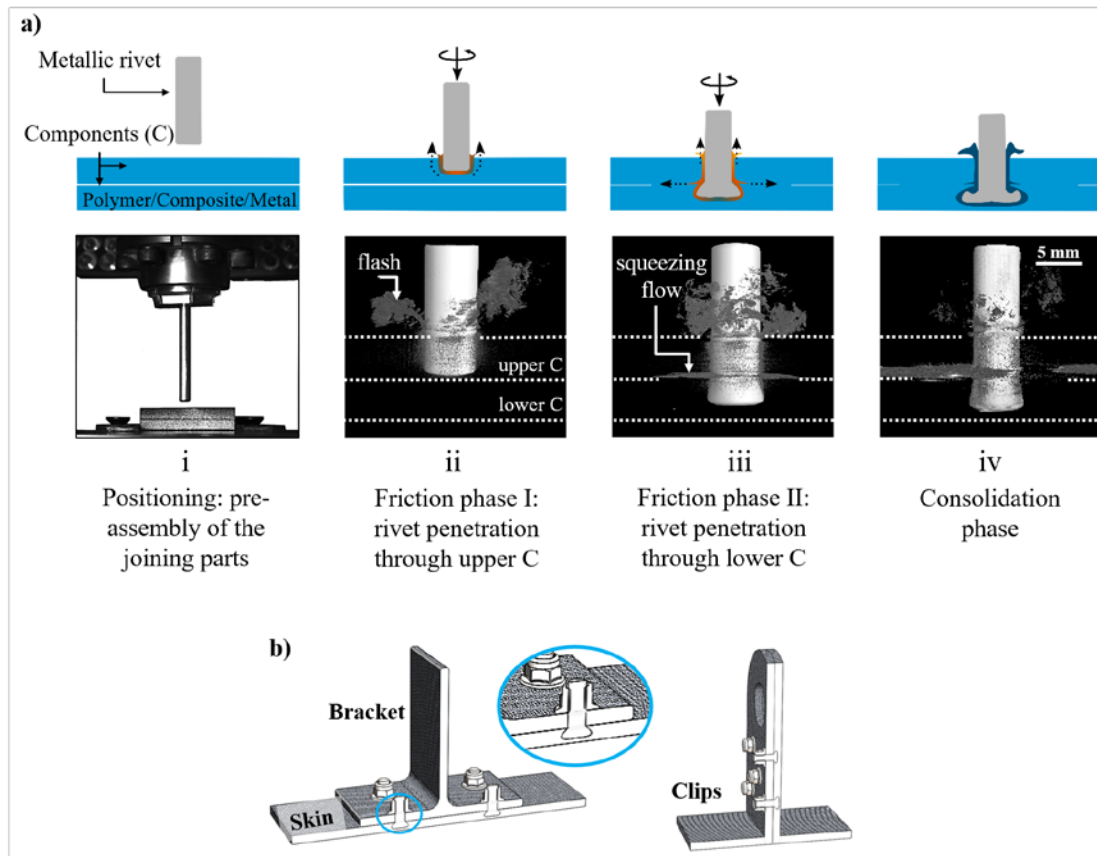 a)
Metallic rivet
Components (C)
Polymer/Composite/Metal
flash
upper C
lower C
squeezing
flow
5 mm
i
Positioning: pre-
assembly of the
joining parts
ii
Friction phase I:
rivet penetration
through upper C
iii
Friction phase II:
rivet penetration
through lower C
iv
Consolidation
phase
b)
Bracket
Skin
Clips